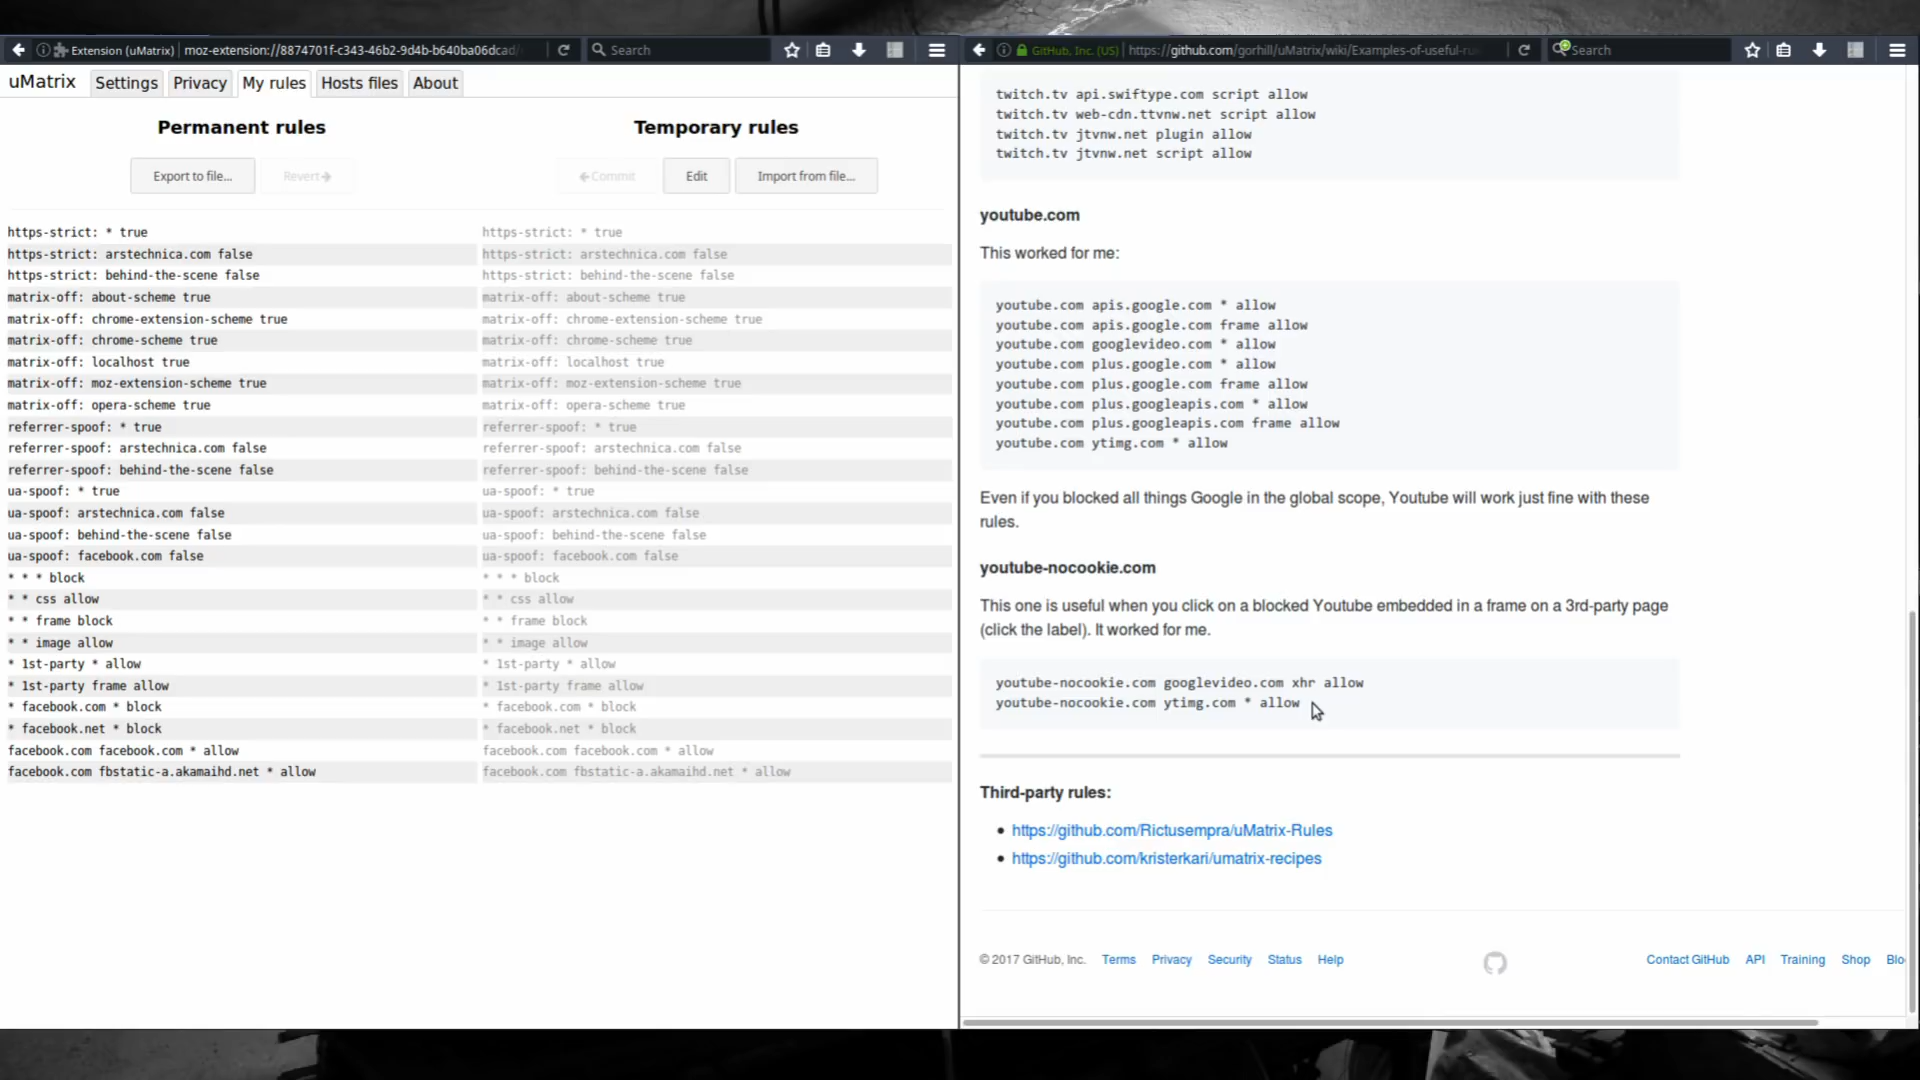 Extension (uMatrix) moz-extension://8874701f-c343-46b2-9d4b-b640ba06dcad/ Search
uMatrix Settings Privacy My rules Hosts files About
Permanent rules
Export to file... Revert
https-strict: * true
https-strict: arstechnica.com false
https-strict: behind-the-scene false
matrix-off: about-scheme true
matrix-off: chrome-extension-scheme true
matrix-off: chrome-scheme true
matrix-off: localhost true
matrix-off: moz-extension-scheme true
matrix-off: opera-scheme true
referrer-spoof: * true
referrer-spoof: arstechnica.com false
referrer-spoof: behind-the-scene false
ua-spoof: * true
ua-spoof: arstechnica.com false
ua-spoof: behind-the-scene false
ua-spoof: facebook.com false
* * * block
* * css allow
* * frame block
* * image allow
* 1st-party * allow
* 1st-party frame allow
* facebook.com * block
* facebook.net * block
facebook.com facebook.com * allow
facebook.com fbstatic-a.akamaihd.net * allow
Temporary rules
Commit Edit Import from file...
https-strict: * true
https-strict: arstechnica.com false
https-strict: behind-the-scene false
matrix-off: about-scheme true
matrix-off: chrome-extension-scheme true
matrix-off: chrome-scheme true
matrix-off: localhost true
matrix-off: moz-extension-scheme true
matrix-off: opera-scheme true
referrer-spoof: * true
referrer-spoof: arstechnica.com false
referrer-spoof: behind-the-scene false
ua-spoof: * true
ua-spoof: arstechnica.com false
ua-spoof: behind-the-scene false
ua-spoof: facebook.com false
* * * block
* * css allow
* * frame block
* * image allow
* 1st-party * allow
* 1st-party frame allow
* facebook.com * block
* facebook.net * block
facebook.com facebook.com * allow
facebook.com fbstatic-a.akamaihd.net * allow
GitHub, Inc. (US) https://github.com/gorhill/uMatrix/wiki/Examples-of-useful-ru Search
twitch.tv api.swiftype.com script allow
twitch.tv web-cdn.ttvnw.net script allow
twitch.tv jtvnw.net plugin allow
twitch.tv jtvnw.net script allow
youtube.com
This worked for me:
youtube.com apis.google.com * allow
youtube.com apis.google.com frame allow
youtube.com googlevideo.com * allow
youtube.com plus.google.com * allow
youtube.com plus.google.com frame allow
youtube.com plus.googleapis.com * allow
youtube.com plus.googleapis.com frame allow
youtube.com ytimg.com * allow
Even if you blocked all things Google in the global scope, Youtube will work just fine with these
rules.
youtube-nocookie.com
This one is useful when you click on a blocked Youtube embedded in a frame on a 3rd-party page
(click the label). It worked for me.
youtube-nocookie.com googlevideo.com xhr allow
youtube-nocookie.com ytimg.com * allow
Third-party rules:
https://github.com/Rictusempra/uMatrix-Rules
https://github.com/kristerkari/umatrix-recipes
© 2017 GitHub, Inc. Terms Privacy Security Status Help Contact GitHub API Training Shop Blo